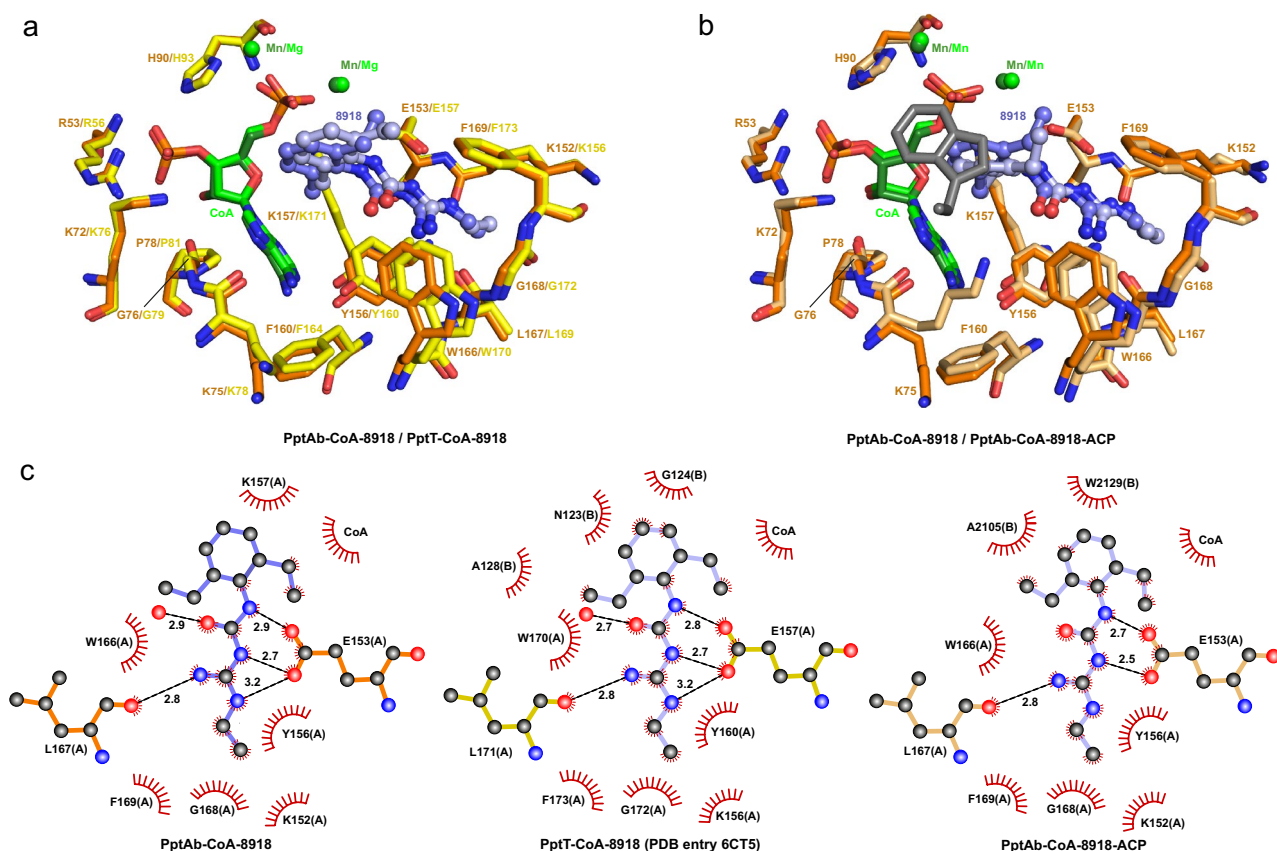 a
Mn/Mg
H90/H93
Mn/Mg
8918
E153/E157
R53/R56
F169/F173
K152/K156
CoA
K157/K171
K72/K76
P78/P81
G168/G172
G76/G79
Y156/Y160
F160/F164
L167/L169
W166/W170
K75/K78
PptAb-CoA-8918 / PptT-CoA-8918
b
Mn/Mn
H90
Mn/Mn
8918
E153
R53
F169
K152
CoA
K157
K72
P78
G168
G76
Y156
F160
L167
W166
K75
PptAb-CoA-8918 / PptAb-CoA-8918-ACP
c
K157(A)
CoA
2.9
2.9
W166(A)
E153(A)
2.7
2.8
3.2
Y156(A)
L167(A)
F169(A)
G168(A)
K152(A)
PptAb-CoA-8918
G124(B)
N123(B)
CoA
A128(B)
2.7
2.8
W170(A)
E157(A)
2.7
2.8
3.2
Y160(A)
L171(A)
F173(A)
G172(A)
K156(A)
PptT-CoA-8918 (PDB entry 6CT5)
W2129(B)
A2105(B)
CoA
2.7
W166(A)
E153(A)
2.5
2.8
Y156(A)
L167(A)
F169(A)
G168(A)
K152(A)
PptAb-CoA-8918-ACP